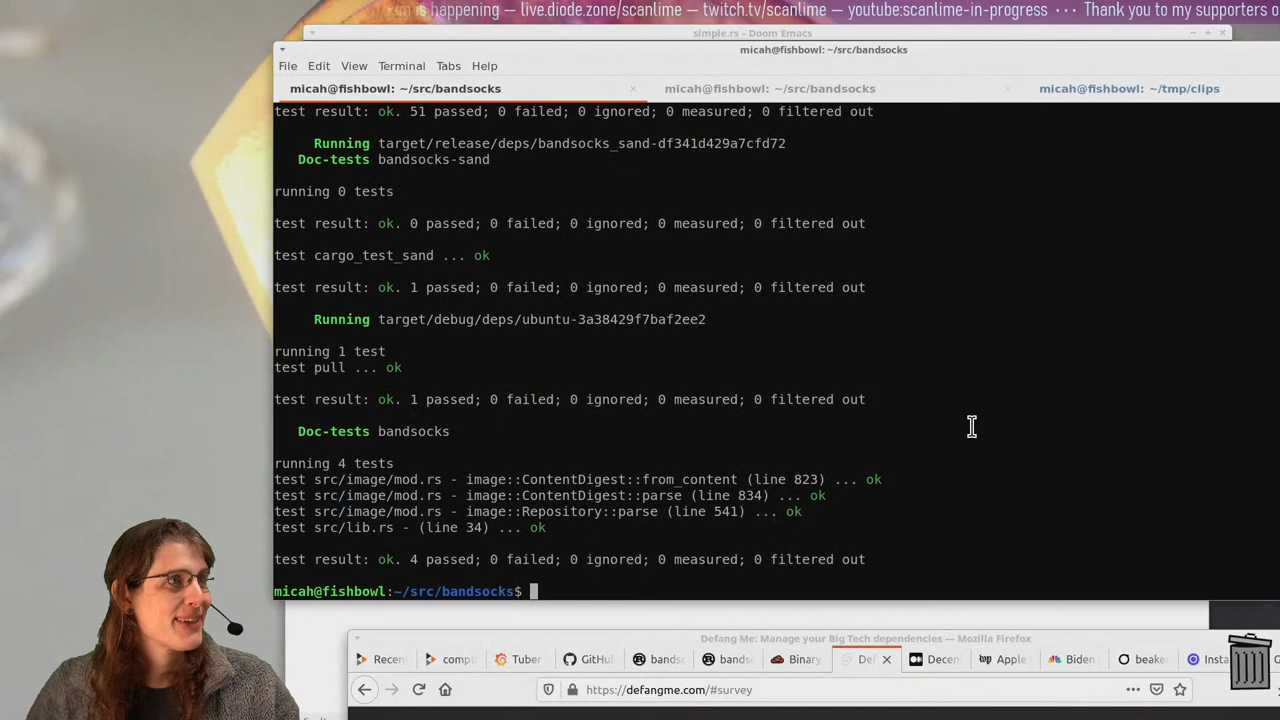 is happening — live.diode.zone/scanlime — twitch.tv/scanlime — youtube:scanlime-in-progress ··· Thank you to my supporters o
simple.rs – Doom Emacs
micah@fishbowl: ~/src/bandsocks
File Edit View Terminal Tabs Help
micah@fishbowl: ~/src/bandsocks × micah@fishbowl: ~/src/bandsocks × micah@fishbowl: ~/tmp/clips
test result: ok. 51 passed; 0 failed; 0 ignored; 0 measured; 0 filtered out
Running target/release/deps/bandsocks_sand-df341d429a7cfd72
Doc-tests bandsocks-sand
running 0 tests
test result: ok. 0 passed; 0 failed; 0 ignored; 0 measured; 0 filtered out
test cargo_test_sand ... ok
test result: ok. 1 passed; 0 failed; 0 ignored; 0 measured; 0 filtered out
Running target/debug/deps/ubuntu-3a38429f7baf2ee2
running 1 test
test pull ... ok
test result: ok. 1 passed; 0 failed; 0 ignored; 0 measured; 0 filtered out
Doc-tests bandsocks
running 4 tests
test src/image/mod.rs - image::ContentDigest::from_content (line 823) ... ok
test src/image/mod.rs - image::ContentDigest::parse (line 834) ... ok
test src/image/mod.rs - image::Repository::parse (line 541) ... ok
test src/lib.rs - (line 34) ... ok
test result: ok. 4 passed; 0 failed; 0 ignored; 0 measured; 0 filtered out
micah@fishbowl:~/src/bandsocks$
Defang Me: Manage your Big Tech dependencies — Mozilla Firefox
Recen compu Tuber GitHU bands bands Binary Def × Decen Apple Biden beake Insta
https://defangme.com/#survey